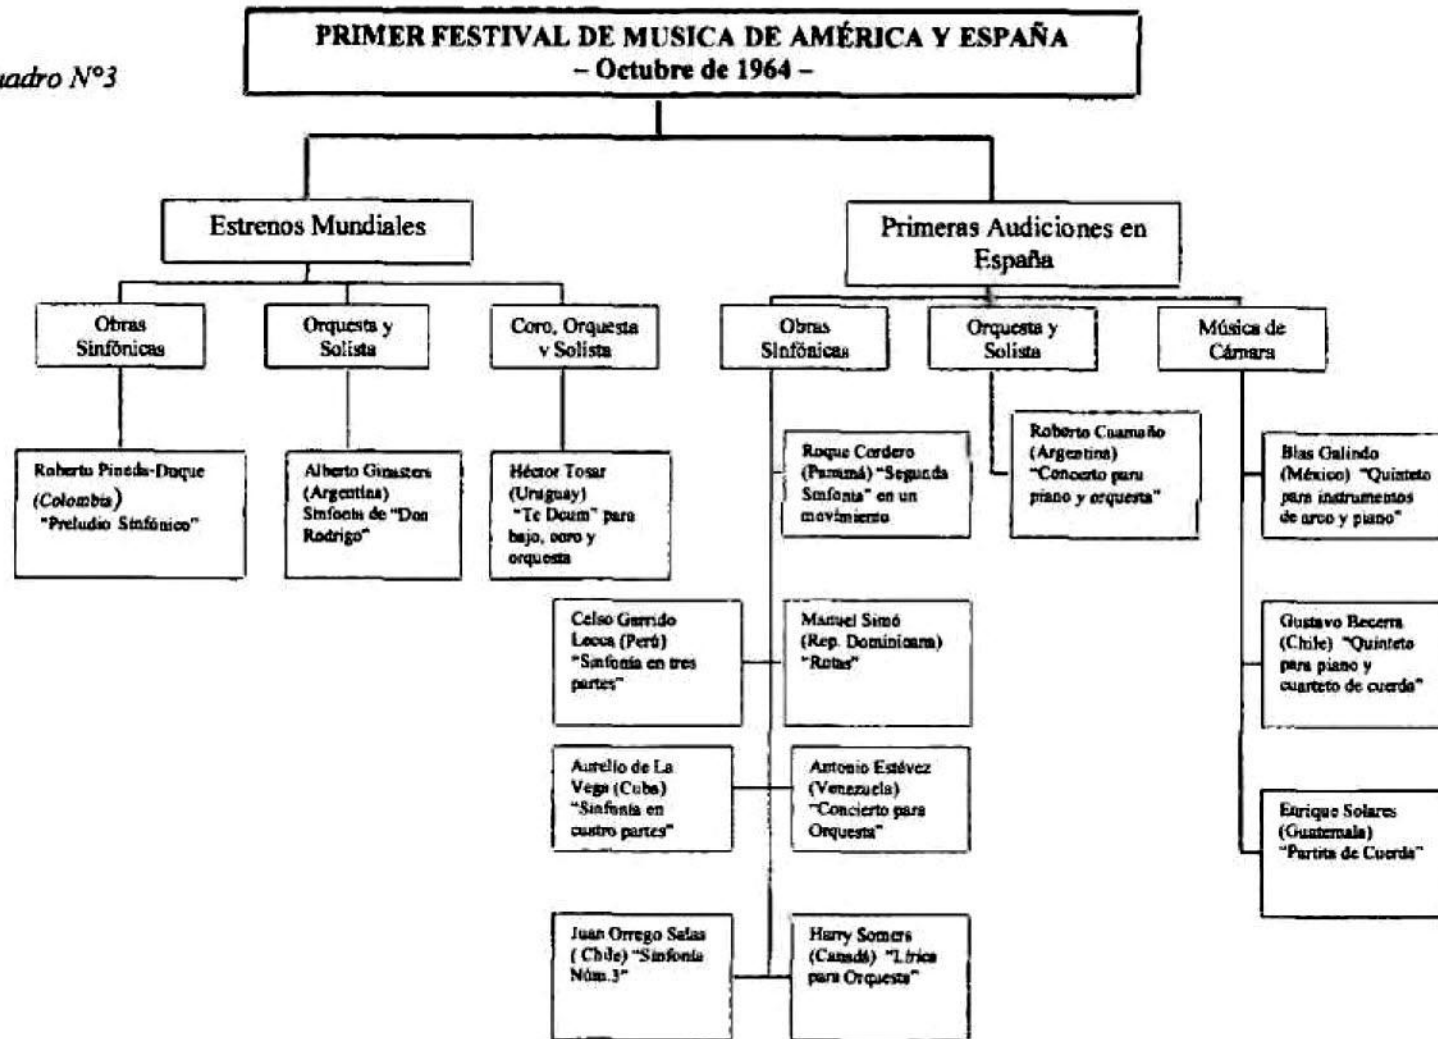 PRIMER FESTIVAL DE MUSICA DE AMÉRICA Y ESPAÑA
– Octubre de 1964 –
uadro N°3
Estrenos Mundiales
Primeras Audiciones en
España
Obras
Sinfónicas
Orquesta y
Solista
Coro, Orquesta
y Solista
Obras
Sinfónicas
Orquesta y
Solista
Música de
Cámara
Roberto Pineda-Duque
(Colombia)
"Preludio Sinfónico"
Alberto Ginastera
(Argentina)
Sinfonía de "Don
Rodrigo"
Héctor Tosar
(Uruguay)
"Te Deum" para
bajo, coro y
orquesta
Roque Cordero
(Panamá) "Segunda
Sinfonía" en un
movimiento
Roberto Caamaño
(Argentina)
"Concierto para
piano y orquesta"
Blas Galindo
(México) "Quinteto
para instrumentos
de arco y piano"
Celso Garrido
Lecca (Perú)
"Sinfonía en tres
partes"
Manuel Simó
(Rep. Dominicana)
"Rotas"
Gustavo Becerra
(Chile) "Quinteto
para piano y
cuarteto de cuerda"
Aurelio de La
Vega (Cuba)
"Sinfonía en
cuatro partes"
Antonio Estévez
(Venezuela)
"Concierto para
Orquesta"
Enrique Solares
(Guatemala)
"Partita de Cuerda"
Juan Orrego Salas
( Chile) "Sinfonía
Núm.3"
Harry Somers
(Canadá) "Lírica
para Orquesta"